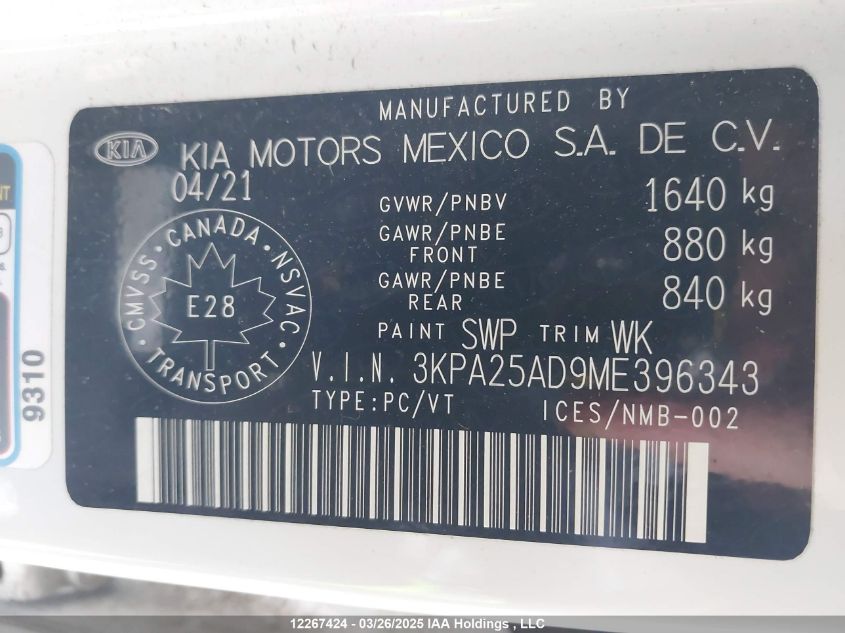 MANUFACTURED BY
KIA KIA MOTORS MEXICO S.A. DE C.V.
04/21
GVWR/PNBV 1640 kg
GAWR/PNBE FRONT 880 kg
GAWR/PNBE REAR 840 kg
CANADA
CMVSS • NSVAC
E28
TRANSPORT
PAINT SWP TRIM WK
V.I.N. 3KPA25AD9ME396343
TYPE:PC/VT ICES/NMB-002
9310
12267424 - 03/26/2025 IAA Holdings , LLC